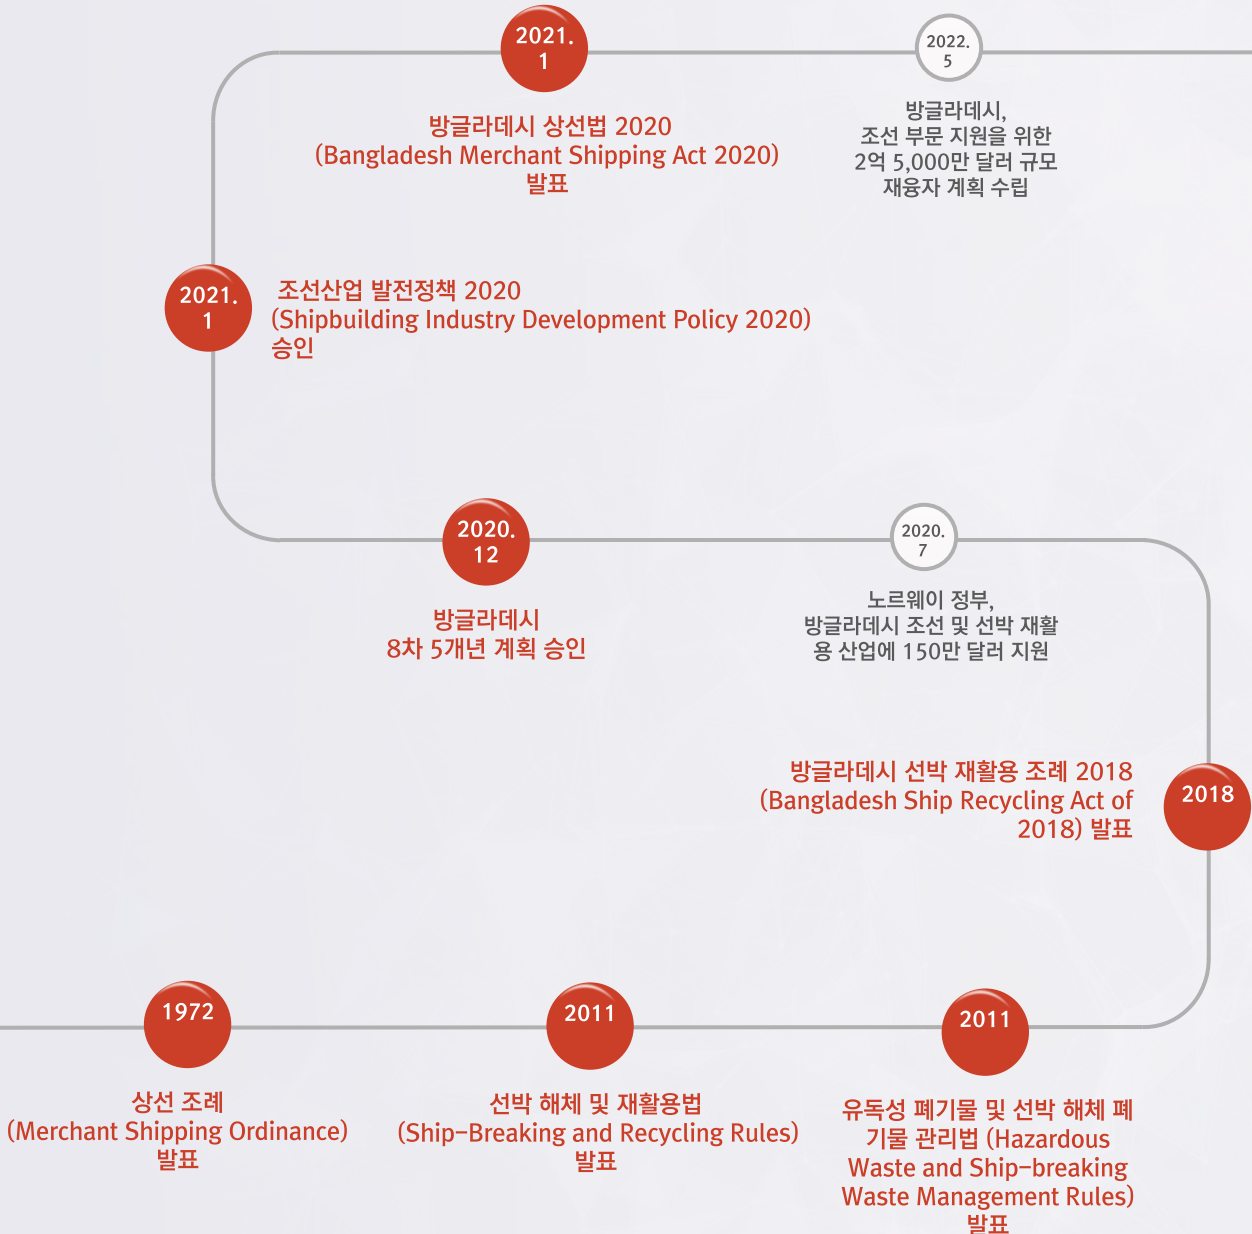 2021.
1
방글라데시 상선법 2020
(Bangladesh Merchant Shipping Act 2020)
발표
2022.
5
방글라데시,
조선 부문 지원을 위한
2억 5,000만 달러 규모
재융자 계획 수립
2021.
1
조선산업 발전정책 2020
(Shipbuilding Industry Development Policy 2020)
승인
2020.
12
방글라데시
8차 5개년 계획 승인
2020.
7
노르웨이 정부,
방글라데시 조선 및 선박 재활
용 산업에 150만 달러 지원
방글라데시 선박 재활용 조례 2018
(Bangladesh Ship Recycling Act of
2018) 발표
2018
1972
상선 조례
(Merchant Shipping Ordinance)
발표
2011
선박 해체 및 재활용법
(Ship-Breaking and Recycling Rules)
발표
2011
유독성 폐기물 및 선박 해체 폐
기물 관리법 (Hazardous
Waste and Ship-breaking
Waste Management Rules)
발표